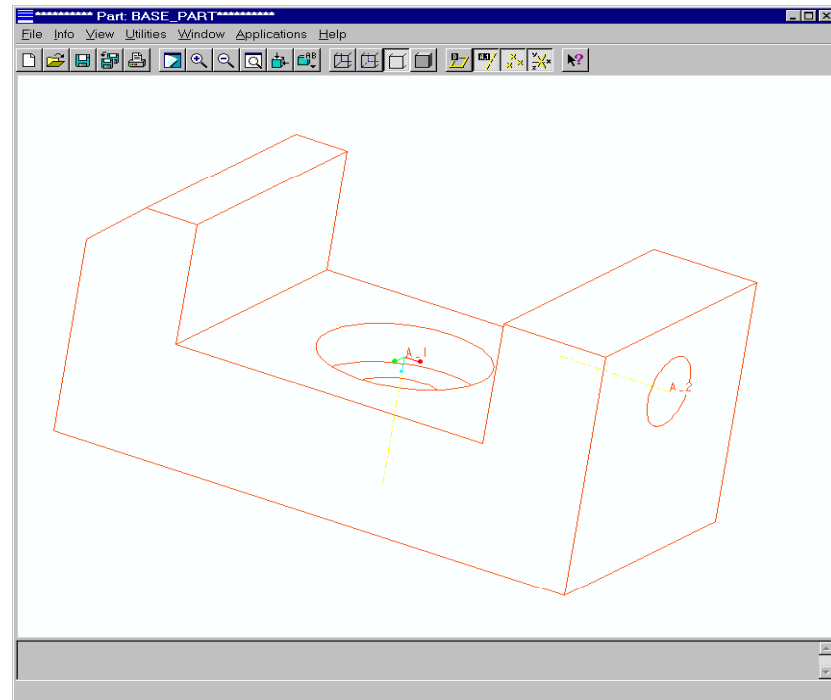 ********** Part: BASE_PART**********
File Info View Utilities Window Applications Help
A_1
A_2